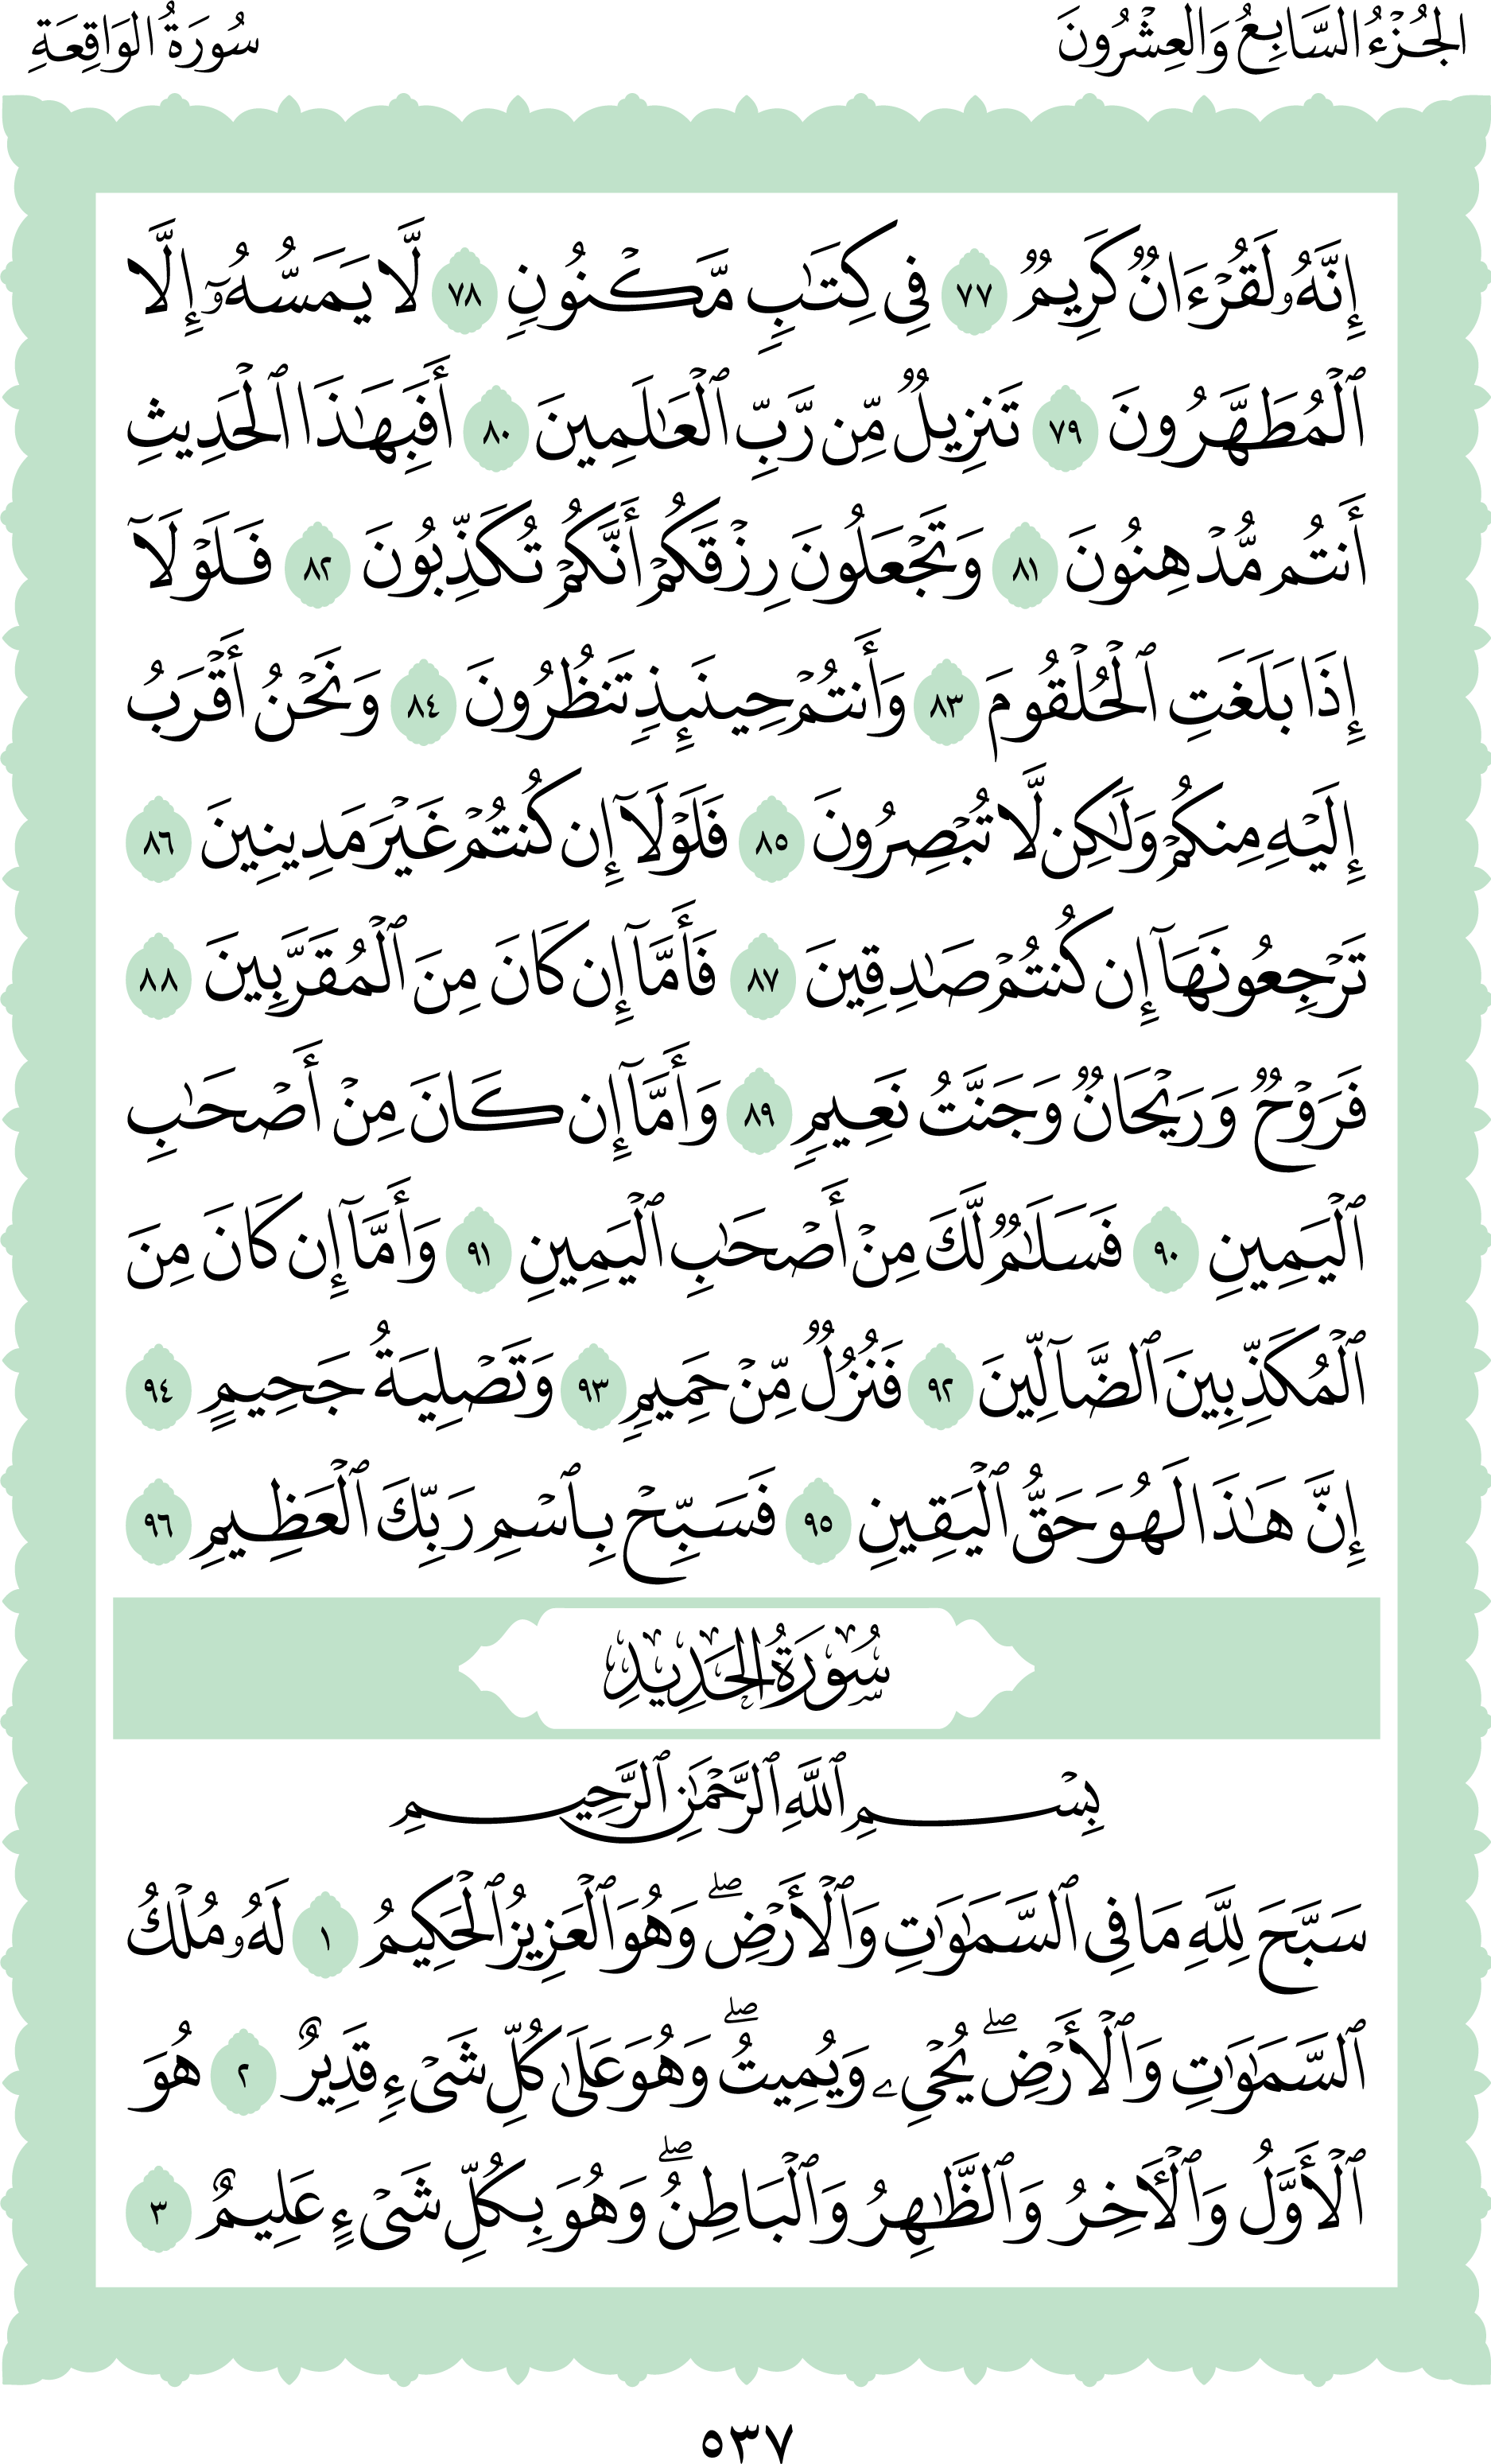 الجُزْءُ السَّابِعُ وَالعِشْرُونَ
سُورَةُ الوَاقِعَةِ
إِنَّهُۥ لَقُرْءَانٌ كَرِيمٌ ٧٧ فِى كِتَٰبٍ مَّكْنُونٍ ٧٨ لَّا يَمَسُّهُۥٓ إِلَّا
ٱلْمُطَهَّرُونَ ٧٩ تَنزِيلٌ مِّن رَّبِّ ٱلْعَٰلَمِينَ ٨٠ أَفَبِهَٰذَا ٱلْحَدِيثِ
أَنتُم مُّدْهِنُونَ ٨١ وَتَجْعَلُونَ رِزْقَكُمْ أَنَّكُمْ تُكَذِّبُونَ ٨٢ فَلَوْلَآ
إِذَا بَلَغَتِ ٱلْحُلْقُومَ ٨٣ وَأَنتُمْ حِينَئِذٍ تَنظُرُونَ ٨٤ وَنَحْنُ أَقْرَبُ
إِلَيْهِ مِنكُمْ وَلَٰكِن لَّا تُبْصِرُونَ ٨٥ فَلَوْلَآ إِن كُنتُمْ غَيْرَ مَدِينِينَ ٨٦
تَرْجِعُونَهَآ إِن كُنتُمْ صَٰدِقِينَ ٨٧ فَأَمَّآ إِن كَانَ مِنَ ٱلْمُقَرَّبِينَ ٨٨
فَرَوْحٌ وَرَيْحَانٌ وَجَنَّتُ نَعِيمٍ ٨٩ وَأَمَّآ إِن كَانَ مِنْ أَصْحَٰبِ
ٱلْيَمِينِ ٩٠ فَسَلَٰمٌ لَّكَ مِنْ أَصْحَٰبِ ٱلْيَمِينِ ٩١ وَأَمَّآ إِن كَانَ مِنَ
ٱلْمُكَذِّبِينَ ٱلضَّآلِّينَ ٩٢ فَنُزُلٌ مِّنْ حَمِيمٍ ٩٣ وَتَصْلِيَةُ جَحِيمٍ ٩٤
إِنَّ هَٰذَا لَهُوَ حَقُّ ٱلْيَقِينِ ٩٥ فَسَبِّحْ بِٱسْمِ رَبِّكَ ٱلْعَظِيمِ ٩٦
سُورَةُ الحَدِيدِ
بِسْمِ ٱللَّهِ ٱلرَّحْمَٰنِ ٱلرَّحِيمِ
سَبَّحَ لِلَّهِ مَا فِى ٱلسَّمَٰوَٰتِ وَٱلْأَرْضِ ۖ وَهُوَ ٱلْعَزِيزُ ٱلْحَكِيمُ ١ لَهُۥ مُلْكُ
ٱلسَّمَٰوَٰتِ وَٱلْأَرْضِ ۖ يُحْىِۦ وَيُمِيتُ ۖ وَهُوَ عَلَىٰ كُلِّ شَىْءٍ قَدِيرٌ ٢ هُوَ
ٱلْأَوَّلُ وَٱلْـَٔاخِرُ وَٱلظَّٰهِرُ وَٱلْبَاطِنُ ۖ وَهُوَ بِكُلِّ شَىْءٍ عَلِيمٌ ٣
٥٣٧